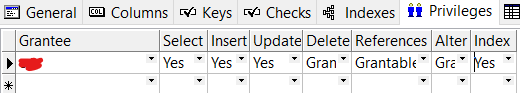 General Columns Keys Checks Indexes Privileges
Grantee Select Insert Update Delete References Alter Index
Yes Yes Yes Gran Grantable Gra Yes